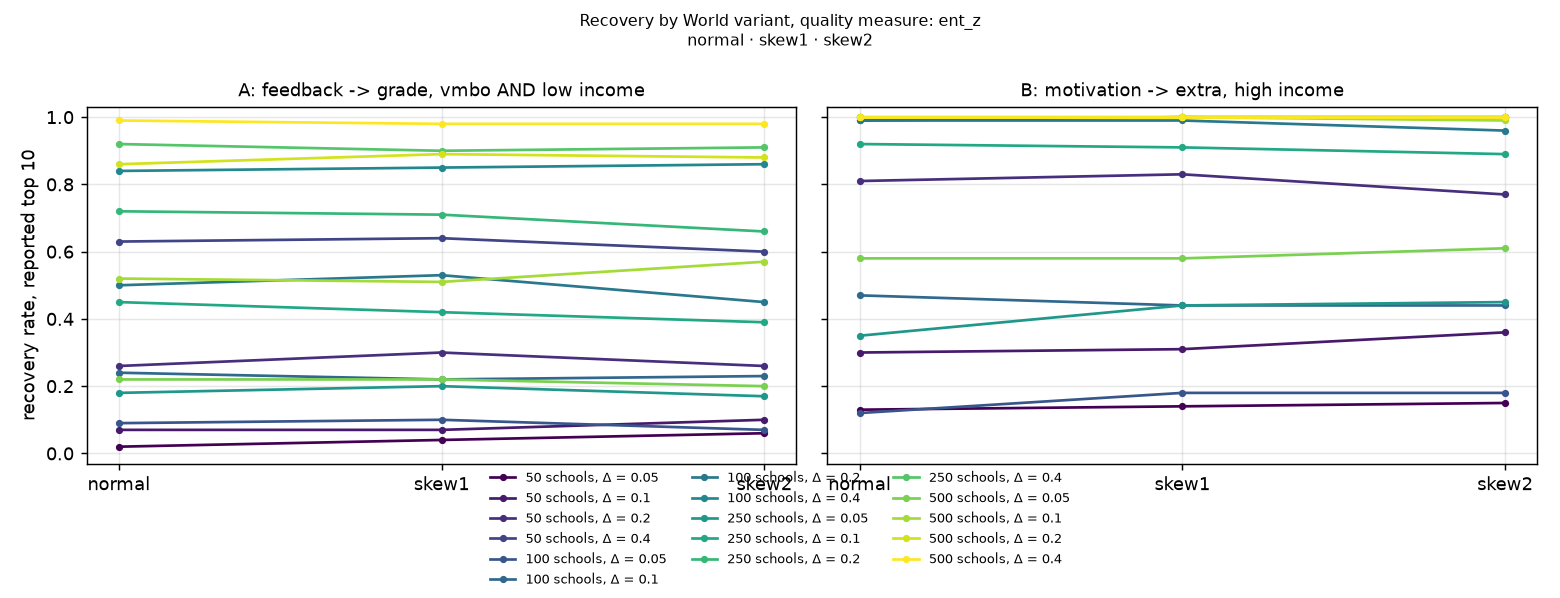 Recovery by World variant, quality measure: ent_z
normal · skew1 · skew2
A: feedback -> grade, vmbo AND low income
B: motivation -> extra, high income
recovery rate, reported top 10
1.0
0.8
0.6
0.4
0.2
0.0
normal
skew1
skew2
normal
skew1
skew2
50 schools, Δ = 0.05
50 schools, Δ = 0.1
50 schools, Δ = 0.2
50 schools, Δ = 0.4
100 schools, Δ = 0.05
100 schools, Δ = 0.1
100 schools, Δ = 0.2
100 schools, Δ = 0.4
250 schools, Δ = 0.05
250 schools, Δ = 0.1
250 schools, Δ = 0.2
250 schools, Δ = 0.4
500 schools, Δ = 0.05
500 schools, Δ = 0.1
500 schools, Δ = 0.2
500 schools, Δ = 0.4